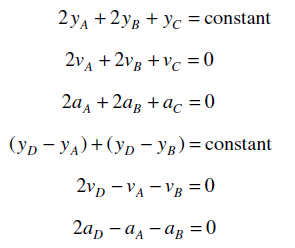 2y_A + 2y_B + y_C = constant
2v_A + 2v_B + v_C = 0
2a_A + 2a_B + a_C = 0
(y_D − y_A) + (y_D − y_B) = constant
2v_D − v_A − v_B = 0
2a_D − a_A − a_B = 0